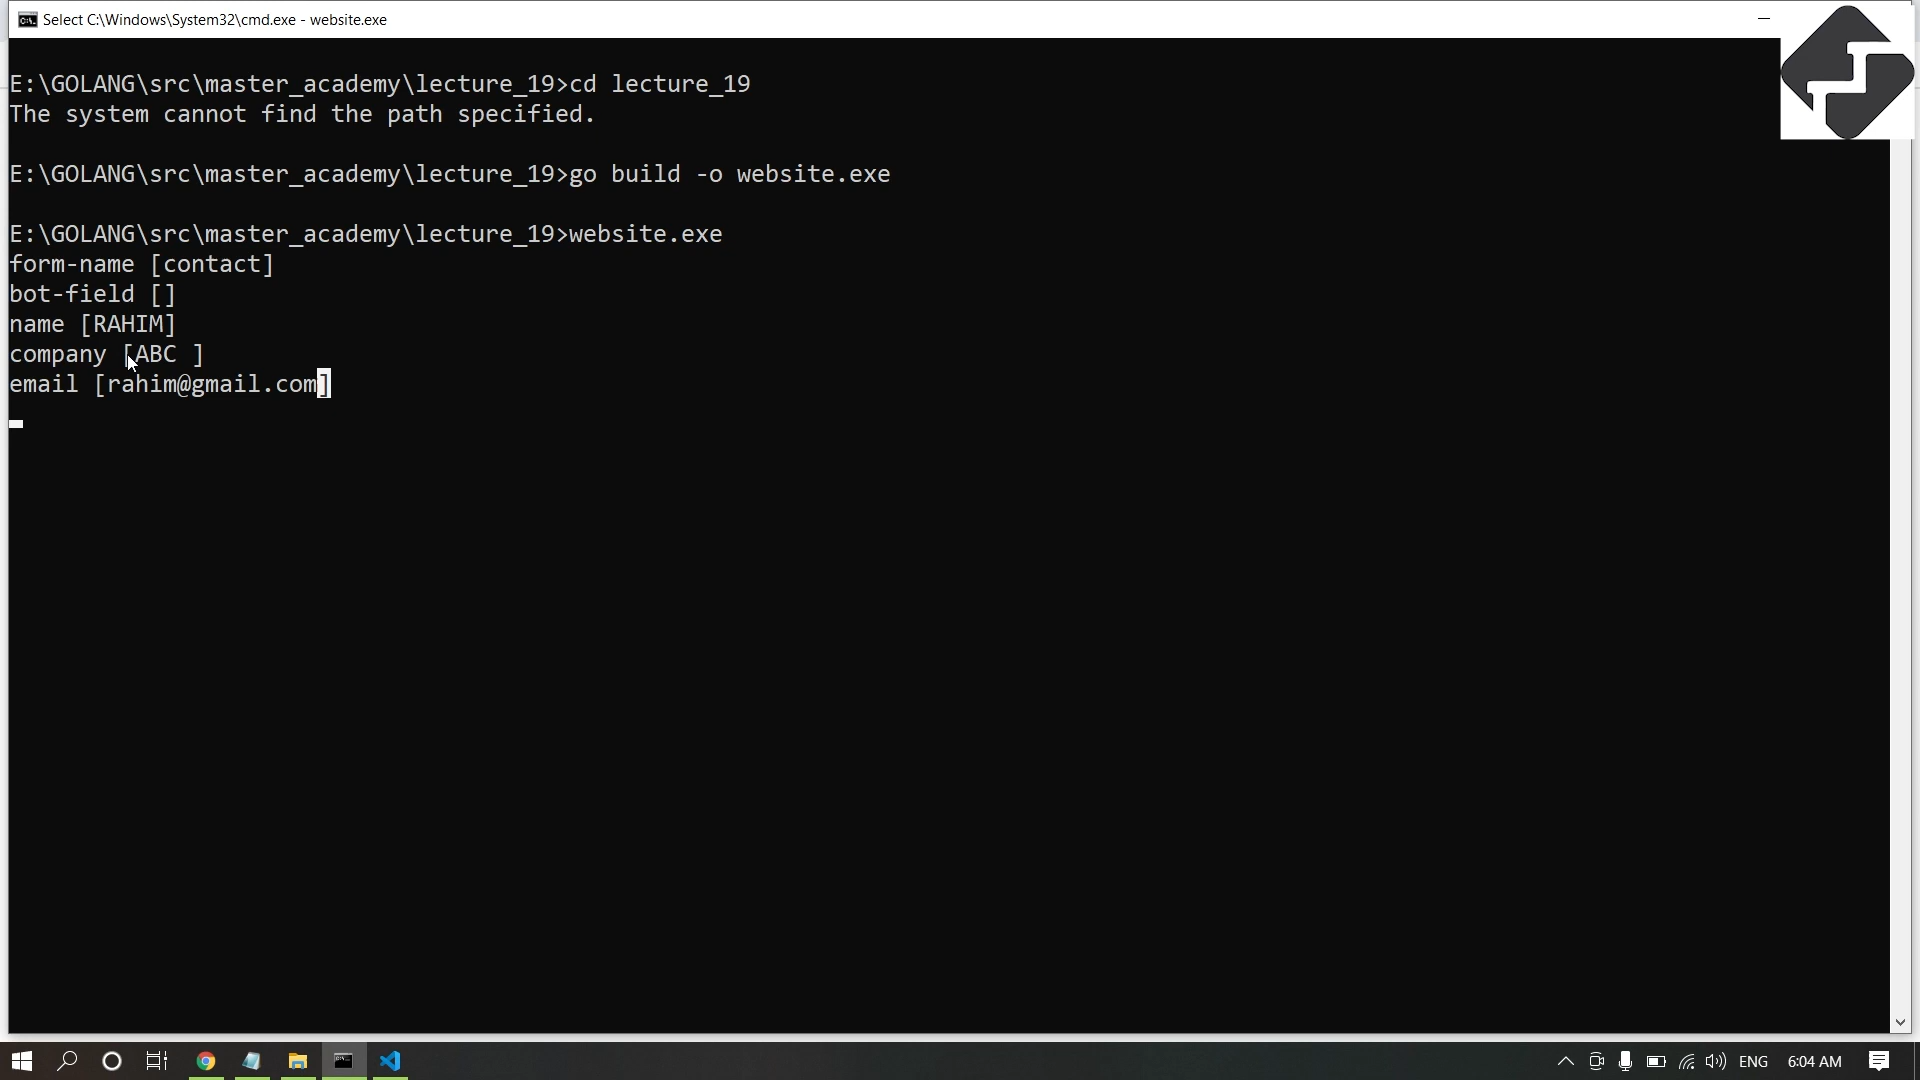 Select C:\Windows\System32\cmd.exe - website.exe
E:\GOLANG\src\master_academy\lecture_19>cd lecture_19
The system cannot find the path specified.
E:\GOLANG\src\master_academy\lecture_19>go build -o website.exe
E:\GOLANG\src\master_academy\lecture_19>website.exe
form-name [contact]
bot-field []
name [RAHIM]
company [ABC ]
email [rahim@gmail.com]
ENG
6:04 AM